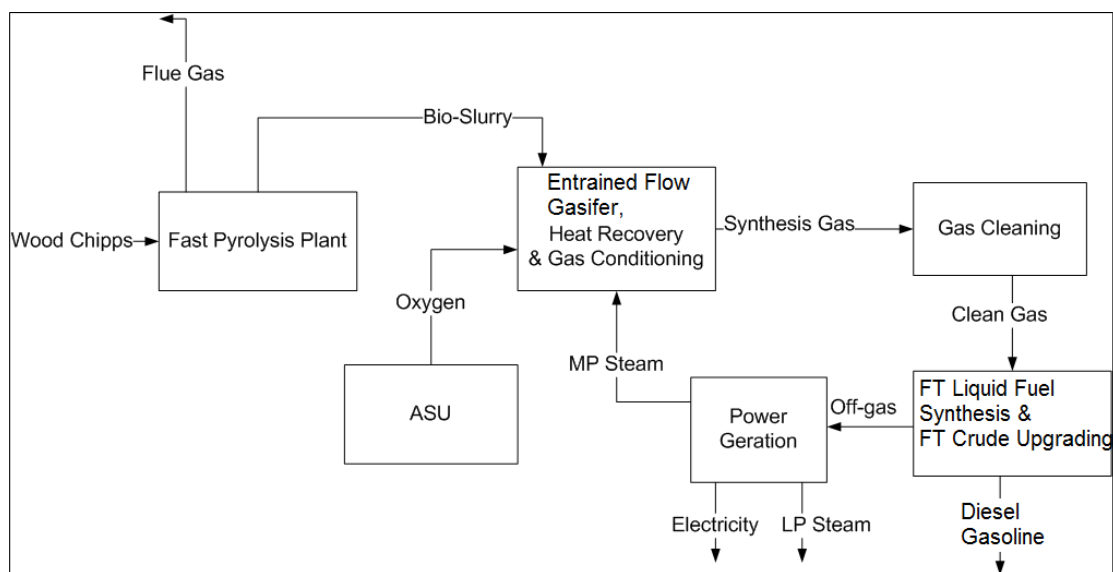 Flue Gas
Bio-Slurry
Wood Chipps
Fast Pyrolysis Plant
Entrained Flow
Gasifer,
Heat Recovery
& Gas Conditioning
Synthesis Gas
Gas Cleaning
Oxygen
Clean Gas
MP Steam
ASU
Power
Geration
Off-gas
FT Liquid Fuel
Synthesis &
FT Crude Upgrading
Electricity
LP Steam
Diesel
Gasoline